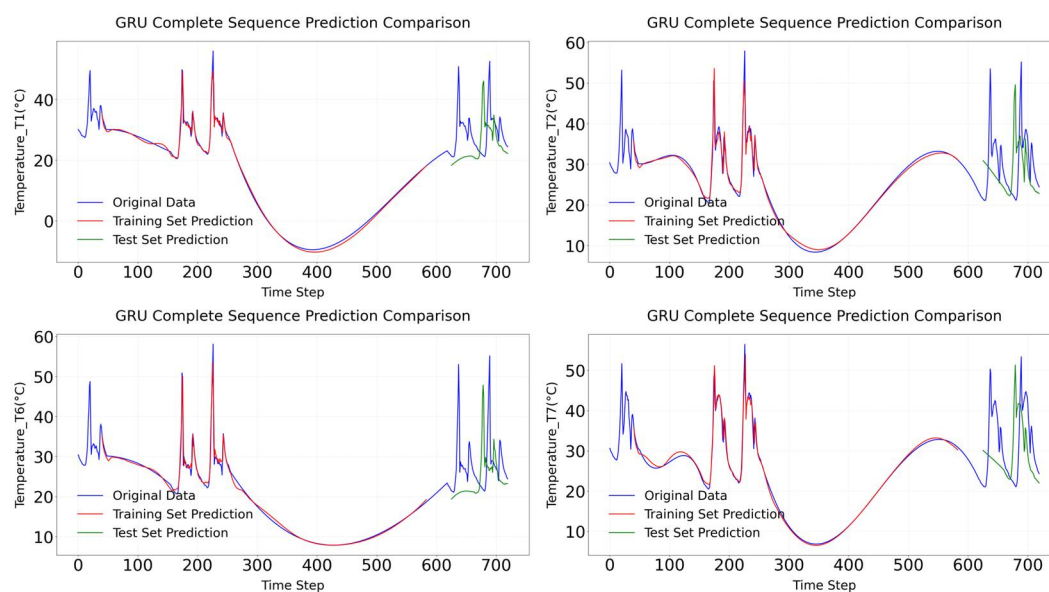 GRU Complete Sequence Prediction Comparison
Temperature_T1(°C)
40
20
0
Original Data
Training Set Prediction
Test Set Prediction
0 100 200 300 400 500 600 700
Time Step
GRU Complete Sequence Prediction Comparison
Temperature_T2(°C)
60
50
40
30
20
10
Original Data
Training Set Prediction
Test Set Prediction
0 100 200 300 400 500 600 700
Time Step
GRU Complete Sequence Prediction Comparison
Temperature_T6(°C)
60
50
40
30
20
10
Original Data
Training Set Prediction
Test Set Prediction
0 100 200 300 400 500 600 700
Time Step
GRU Complete Sequence Prediction Comparison
Temperature_T7(°C)
50
40
30
20
10
Original Data
Training Set Prediction
Test Set Prediction
0 100 200 300 400 500 600 700
Time Step